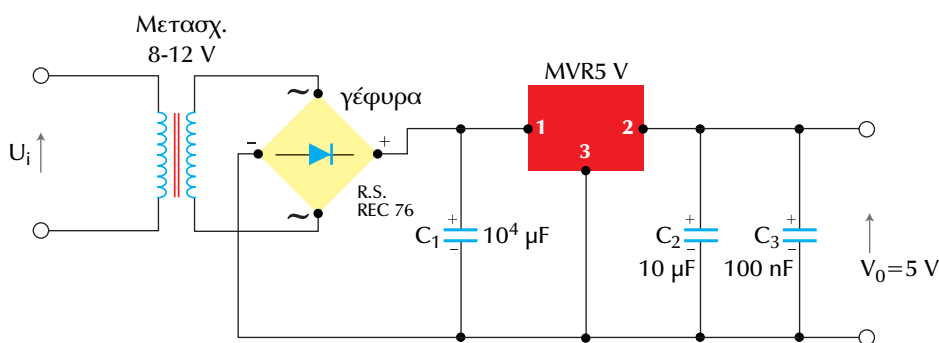 Μετασχ.
8-12 V
U_i
~
γέφυρα
-
+
~
R.S.
REC 76
MVR5 V
1
2
3
+
C₁
10⁴ μF
-
+
C₂
-
10 μF
+
C₃
-
100 nF
V₀=5 V